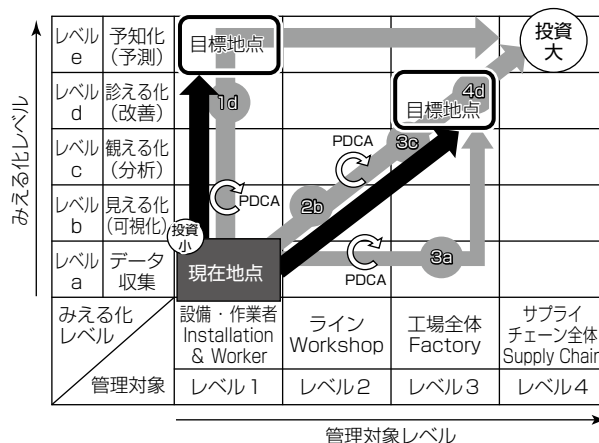 みえる化レベル
レベル
e
予知化
(予測)
目標地点
投資
大
レベル
d
診える化
(改善)
1d
4d
目標地点
レベル
c
観える化
(分析)
PDCA
3c
レベル
b
見える化
(可視化)
PDCA
2b
投資
小
レベル
a
データ
収集
現在地点
PDCA
3a
みえる化
レベル
管理対象
設備・作業者
Installation
& Worker
ライン
Workshop
工場全体
Factory
サプライ
チェーン全体
Supply Chain
レベル1
レベル2
レベル3
レベル4
管理対象レベル